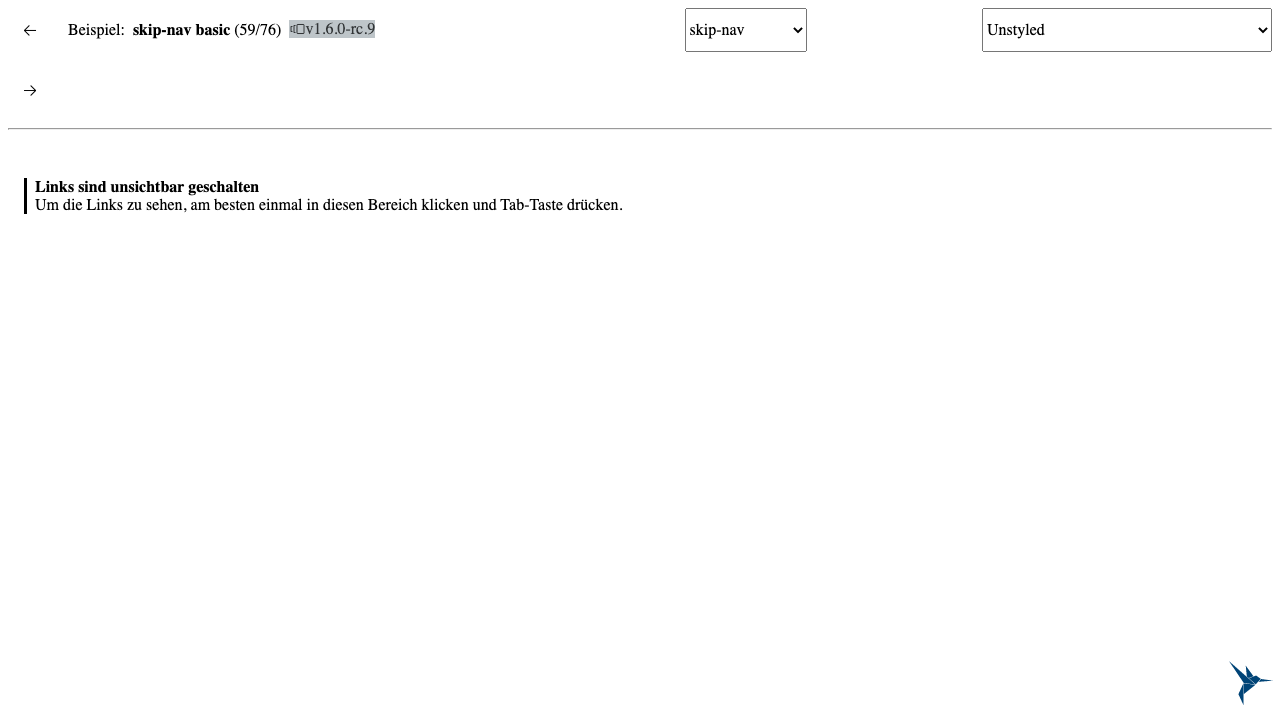 ← Beispiel: skip-nav basic (59/76) v1.6.0-rc.9 skip-nav Unstyled
→
Links sind unsichtbar geschalten
Um die Links zu sehen, am besten einmal in diesen Bereich klicken und Tab-Taste drücken.